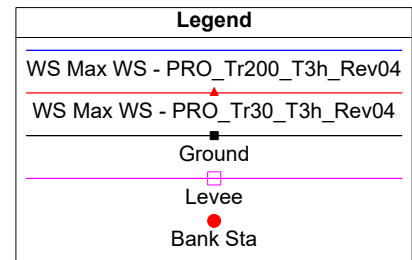 Legend
WS Max WS - PRO_Tr200_T3h_Rev04
WS Max WS - PRO_Tr30_T3h_Rev04
Ground
Levee
Bank Sta